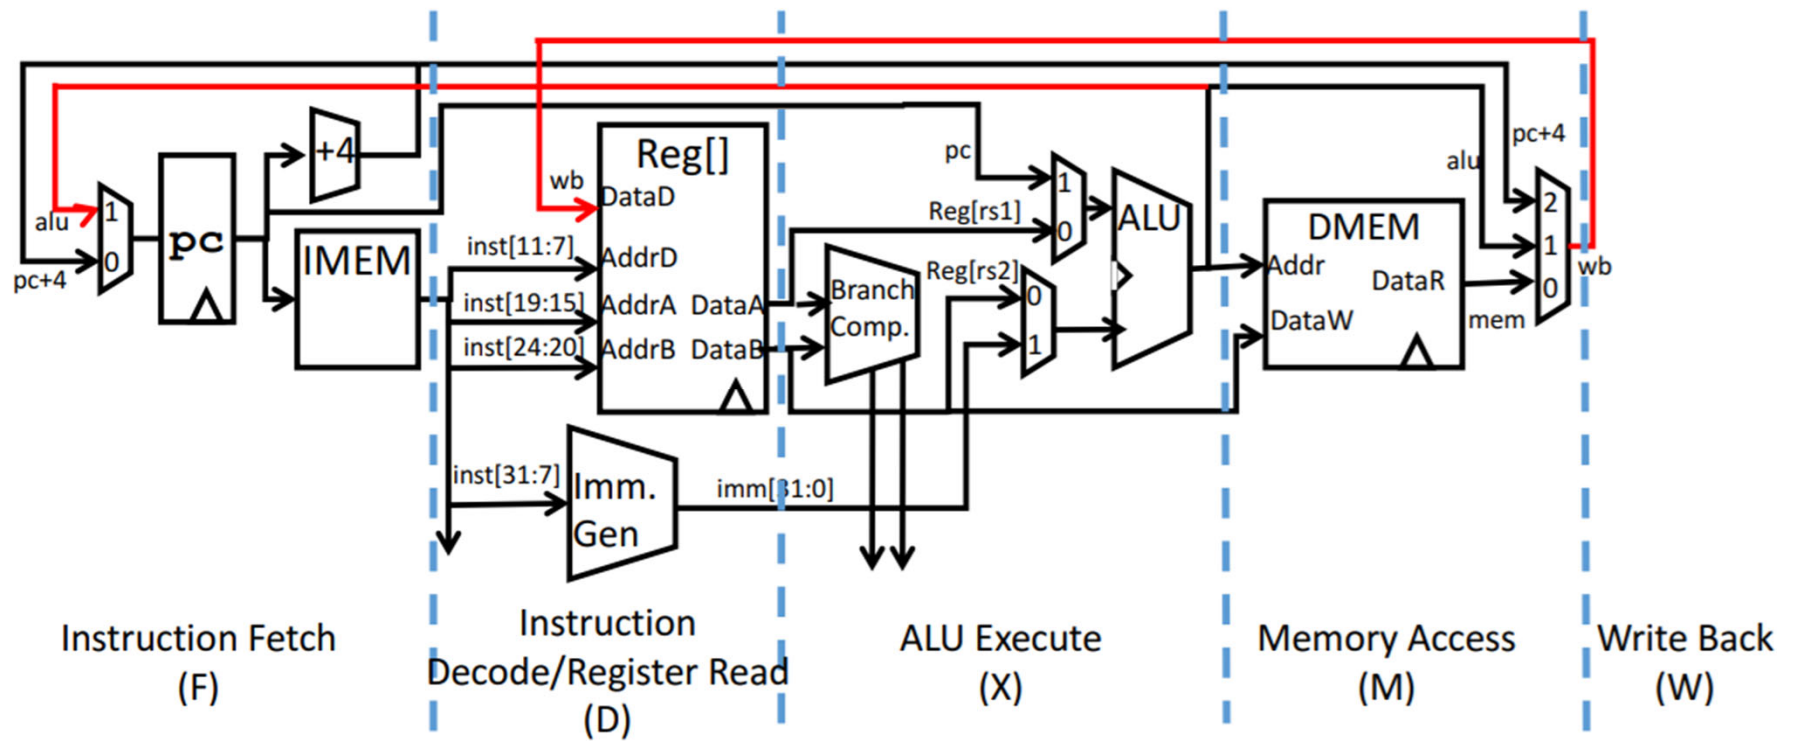 alu
pc+4
1
0
pc
+4
IMEM
wb
Reg[]
DataD
inst[11:7]
AddrD
inst[19:15]
AddrA DataA
inst[24:20]
AddrB DataB
inst[31:7]
Imm.
Gen
imm[31:0]
pc
Reg[rs1]
1
0
Branch
Comp.
Reg[rs2]
0
1
ALU
DMEM
Addr
DataR
DataW
pc+4
alu
mem
2
1
0
wb
Instruction Fetch
(F)
Instruction
Decode/Register Read
(D)
ALU Execute
(X)
Memory Access
(M)
Write Back
(W)